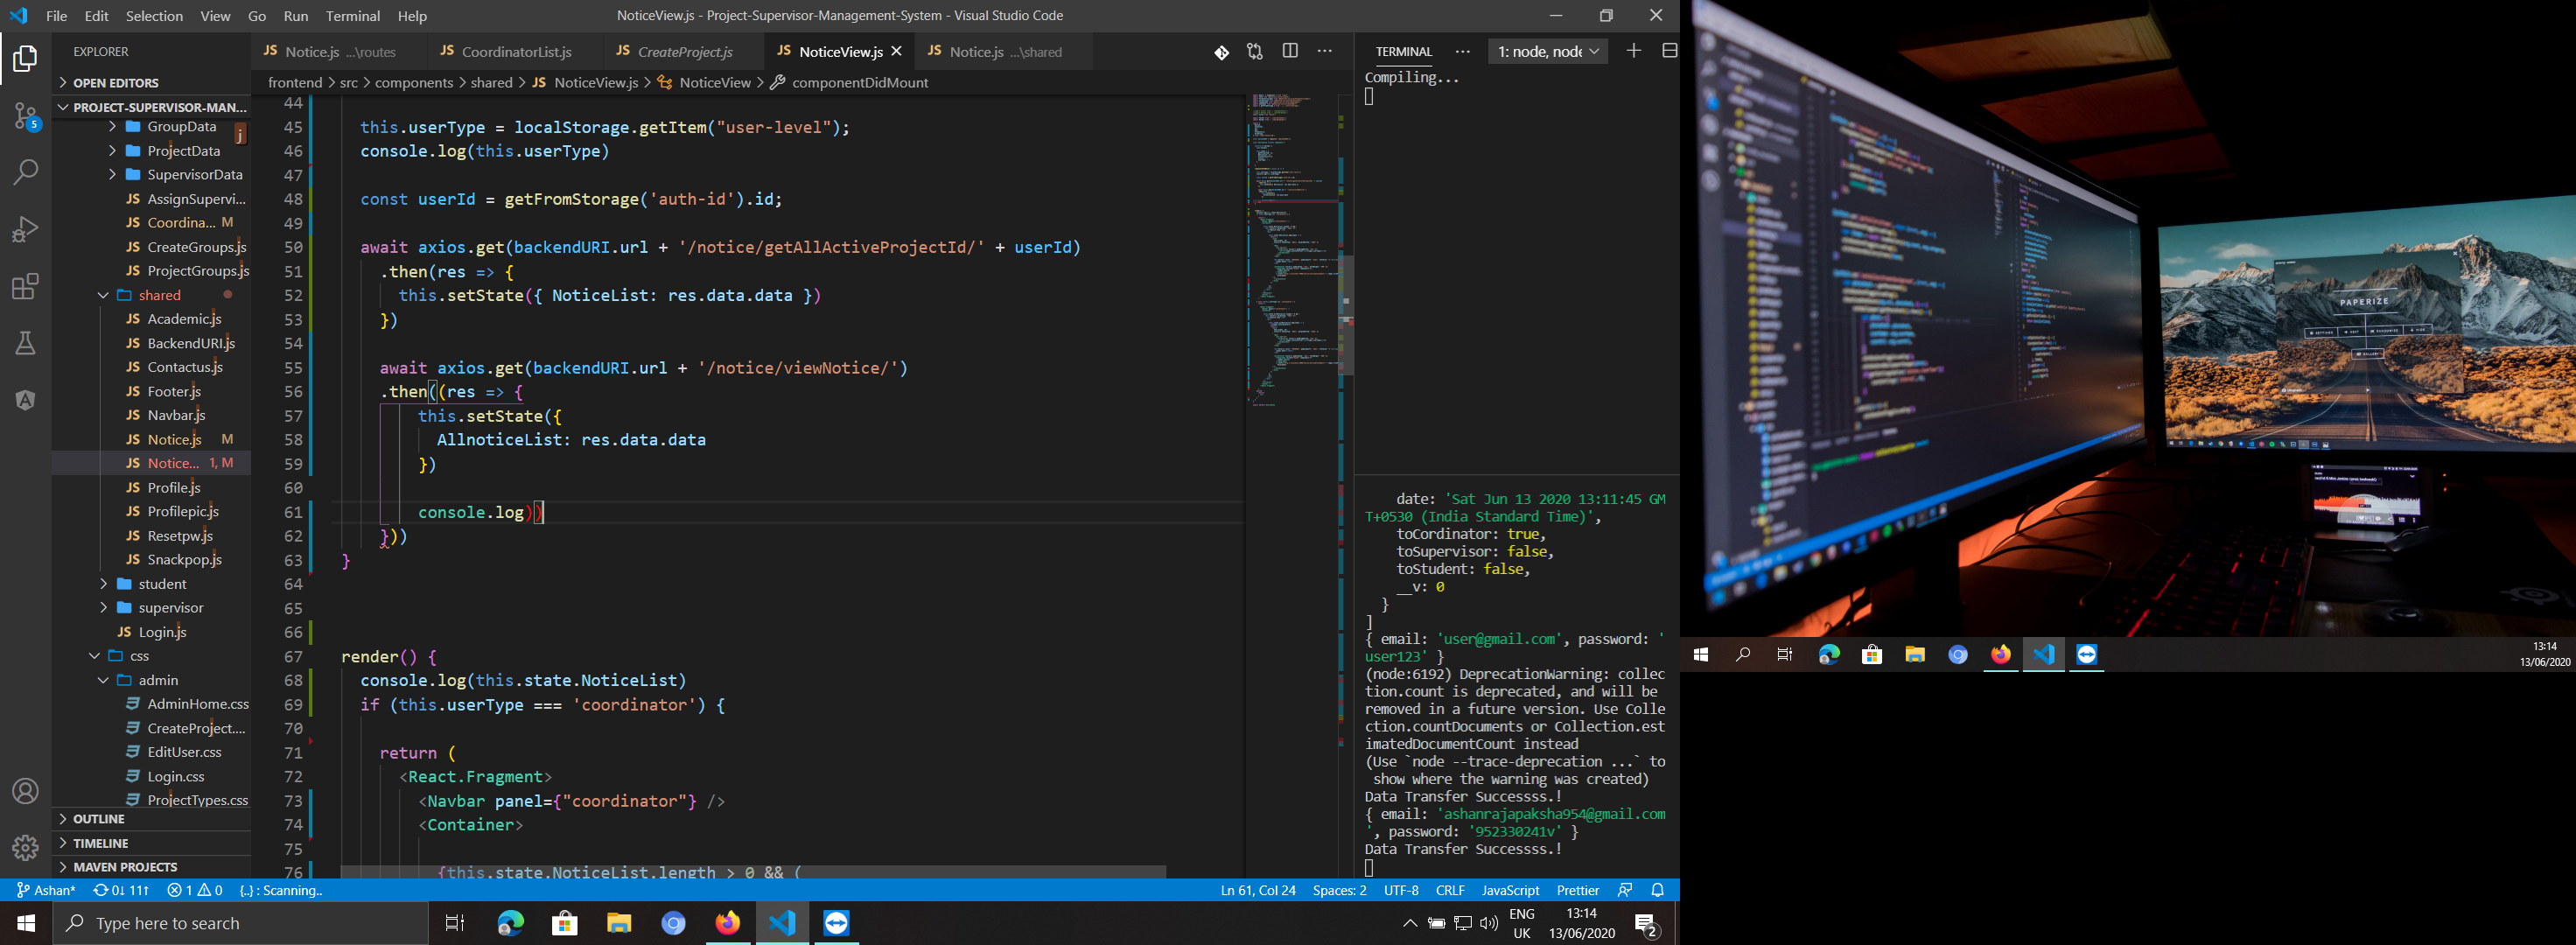 File Edit Selection View Go Run Terminal Help
NoticeView.js - Project-Supervisor-Management-System - Visual Studio Code
EXPLORER
OPEN EDITORS
PROJECT-SUPERVISOR-MAN...
GroupData
j
ProjectData
SupervisorData
JS AssignSupervi...
JS Coordina... M
JS CreateGroups.js
JS ProjectGroups.js
shared
JS Academic.js
JS BackendURI.js
JS Contactus.js
JS Footer.js
JS Navbar.js
JS Notice.js M
JS Notice... 1, M
JS Profile.js
JS Profilepic.js
JS Resetpw.js
JS Snackpop.js
student
supervisor
JS Login.js
css
admin
AdminHome.css
CreateProject....
EditUser.css
Login.css
ProjectTypes.css
OUTLINE
TIMELINE
MAVEN PROJECTS
5
JS Notice.js ...\routes
JS CoordinatorList.js
JS CreateProject.js
JS NoticeView.js
JS Notice.js ...\shared
frontend > src > components > shared > JS NoticeView.js > NoticeView > componentDidMount
44
45 this.userType = localStorage.getItem("user-level");
46 console.log(this.userType)
47
48 const userId = getFromStorage('auth-id').id;
49
50 await axios.get(backendURI.url + '/notice/getAllActiveProjectId/' + userId)
51 .then(res => {
52 this.setState({ NoticeList: res.data.data })
53 })
54
55 await axios.get(backendURI.url + '/notice/viewNotice/')
56 .then((res => {
57 this.setState({
58 AllnoticeList: res.data.data
59 })
60
61 console.log))
62 }))
63 }
64
65
66
67 render() {
68 console.log(this.state.NoticeList)
69 if (this.userType === 'coordinator') {
70
71 return (
72 <React.Fragment>
73 <Navbar panel={"coordinator"} />
74 <Container>
75
76 {this.state.NoticeList.length > 0 && (
TERMINAL ... 1: node, node
Compiling...
date: 'Sat Jun 13 2020 13:11:45 GM
T+0530 (India Standard Time)',
toCordinator: true,
toSupervisor: false,
toStudent: false,
__v: 0
}
]
{ email: 'user@gmail.com', password: '
user123' }
(node:6192) DeprecationWarning: collec
tion.count is deprecated, and will be
removed in a future version. Use Colle
ction.countDocuments or Collection.est
imatedDocumentCount instead
(Use `node --trace-deprecation ...` to
show where the warning was created)
Data Transfer Successss.!
{ email: 'ashanrajapaksha954@gmail.com
', password: '952330241v' }
Data Transfer Successss.!
Ashan* 0↓ 11↑ 1 0 {..} : Scanning..
Ln 61, Col 24 Spaces: 2 UTF-8 CRLF JavaScript Prettier
Type here to search
ENG
UK
13:14
13/06/2020
2
PAPERIZE
13:14
13/06/2020